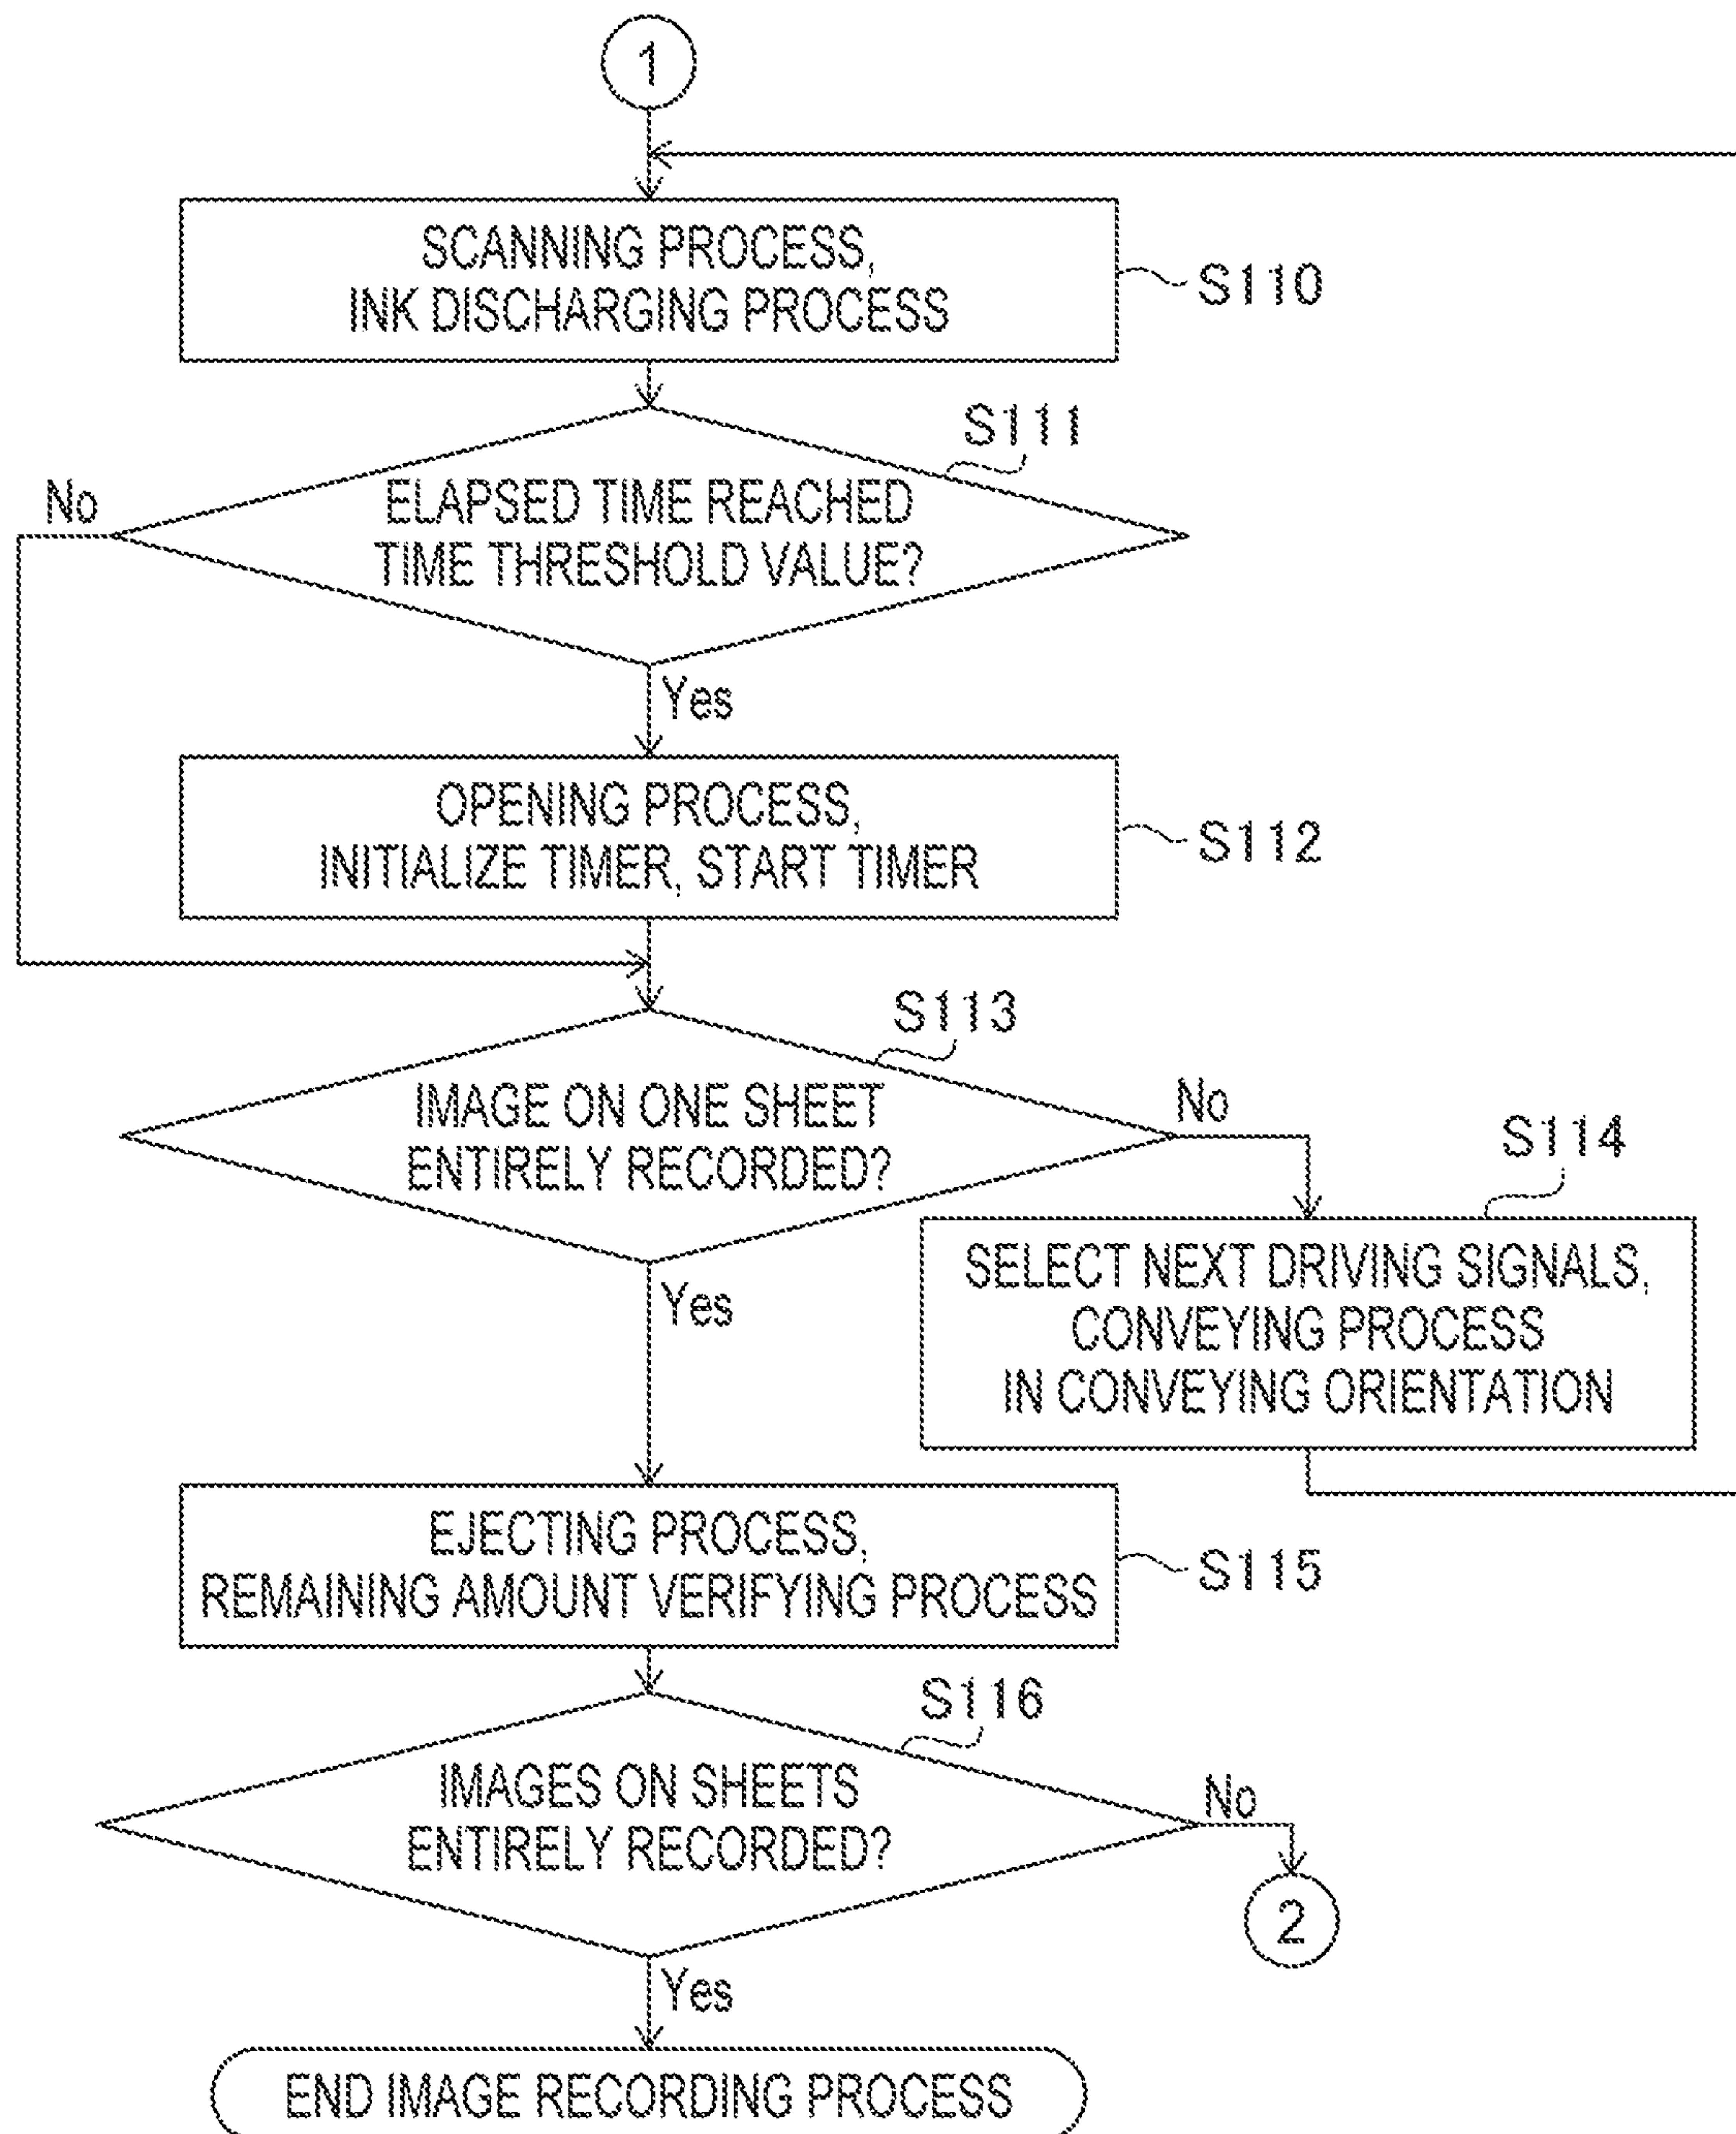 1
SCANNING PROCESS,
INK DISCHARGING PROCESS
S110
S111
No
ELAPSED TIME REACHED
TIME THRESHOLD VALUE?
Yes
OPENING PROCESS,
INITIALIZE TIMER, START TIMER
S112
S113
IMAGE ON ONE SHEET
ENTIRELY RECORDED?
No
S114
Yes
SELECT NEXT DRIVING SIGNALS,
CONVEYING PROCESS
IN CONVEYING ORIENTATION
EJECTING PROCESS,
REMAINING AMOUNT VERIFYING PROCESS
S115
S116
IMAGES ON SHEETS
ENTIRELY RECORDED?
No
2
Yes
END IMAGE RECORDING PROCESS